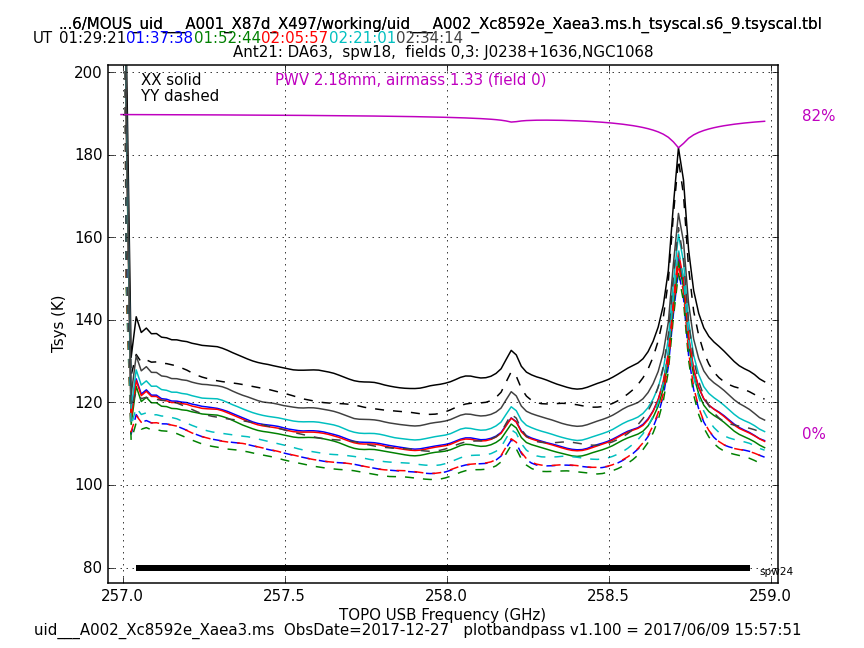 ...6/MOUS_uid___A001_X87d_X497/working/uid___A002_Xc8592e_Xaea3.ms.h_tsyscal.s6_9.tsyscal.tbl
UT 01:29:21 01:37:38 01:52:44 02:05:57 02:21:01 02:34:14
Ant21: DA63, spw18, fields 0,3: J0238+1636,NGC1068
XX solid
PWV 2.18mm, airmass 1.33 (field 0)
YY dashed
200
180
160
140
120
100
80
82%
0%
Tsys (K)
spw24
257.0 257.5 258.0 258.5 259.0
TOPO USB Frequency (GHz)
uid___A002_Xc8592e_Xaea3.ms ObsDate=2017-12-27 plotbandpass v1.100 = 2017/06/09 15:57:51